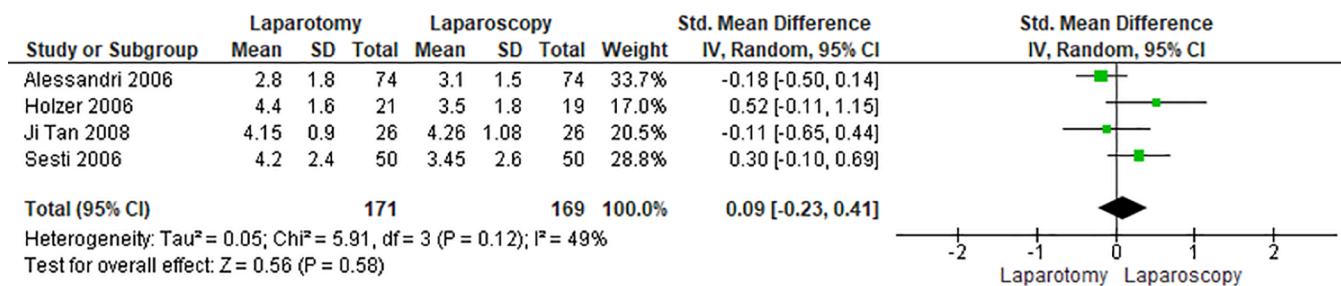 Laparotomy Laparoscopy Std. Mean Difference Std. Mean Difference
Study or Subgroup Mean SD Total Mean SD Total Weight IV, Random, 95% CI IV, Random, 95% CI
Alessandri 2006 2.8 1.8 74 3.1 1.5 74 33.7% -0.18 [-0.50, 0.14]
Holzer 2006 4.4 1.6 21 3.5 1.8 19 17.0% 0.52 [-0.11, 1.15]
Ji Tan 2008 4.15 0.9 26 4.26 1.08 26 20.5% -0.11 [-0.65, 0.44]
Sesti 2006 4.2 2.4 50 3.45 2.6 50 28.8% 0.30 [-0.10, 0.69]
Total (95% CI) 171 169 100.0% 0.09 [-0.23, 0.41]
Heterogeneity: Tau² = 0.05; Chi² = 5.91, df = 3 (P = 0.12); I² = 49%
Test for overall effect: Z = 0.56 (P = 0.58)
-2 -1 0 1 2
Laparotomy Laparoscopy